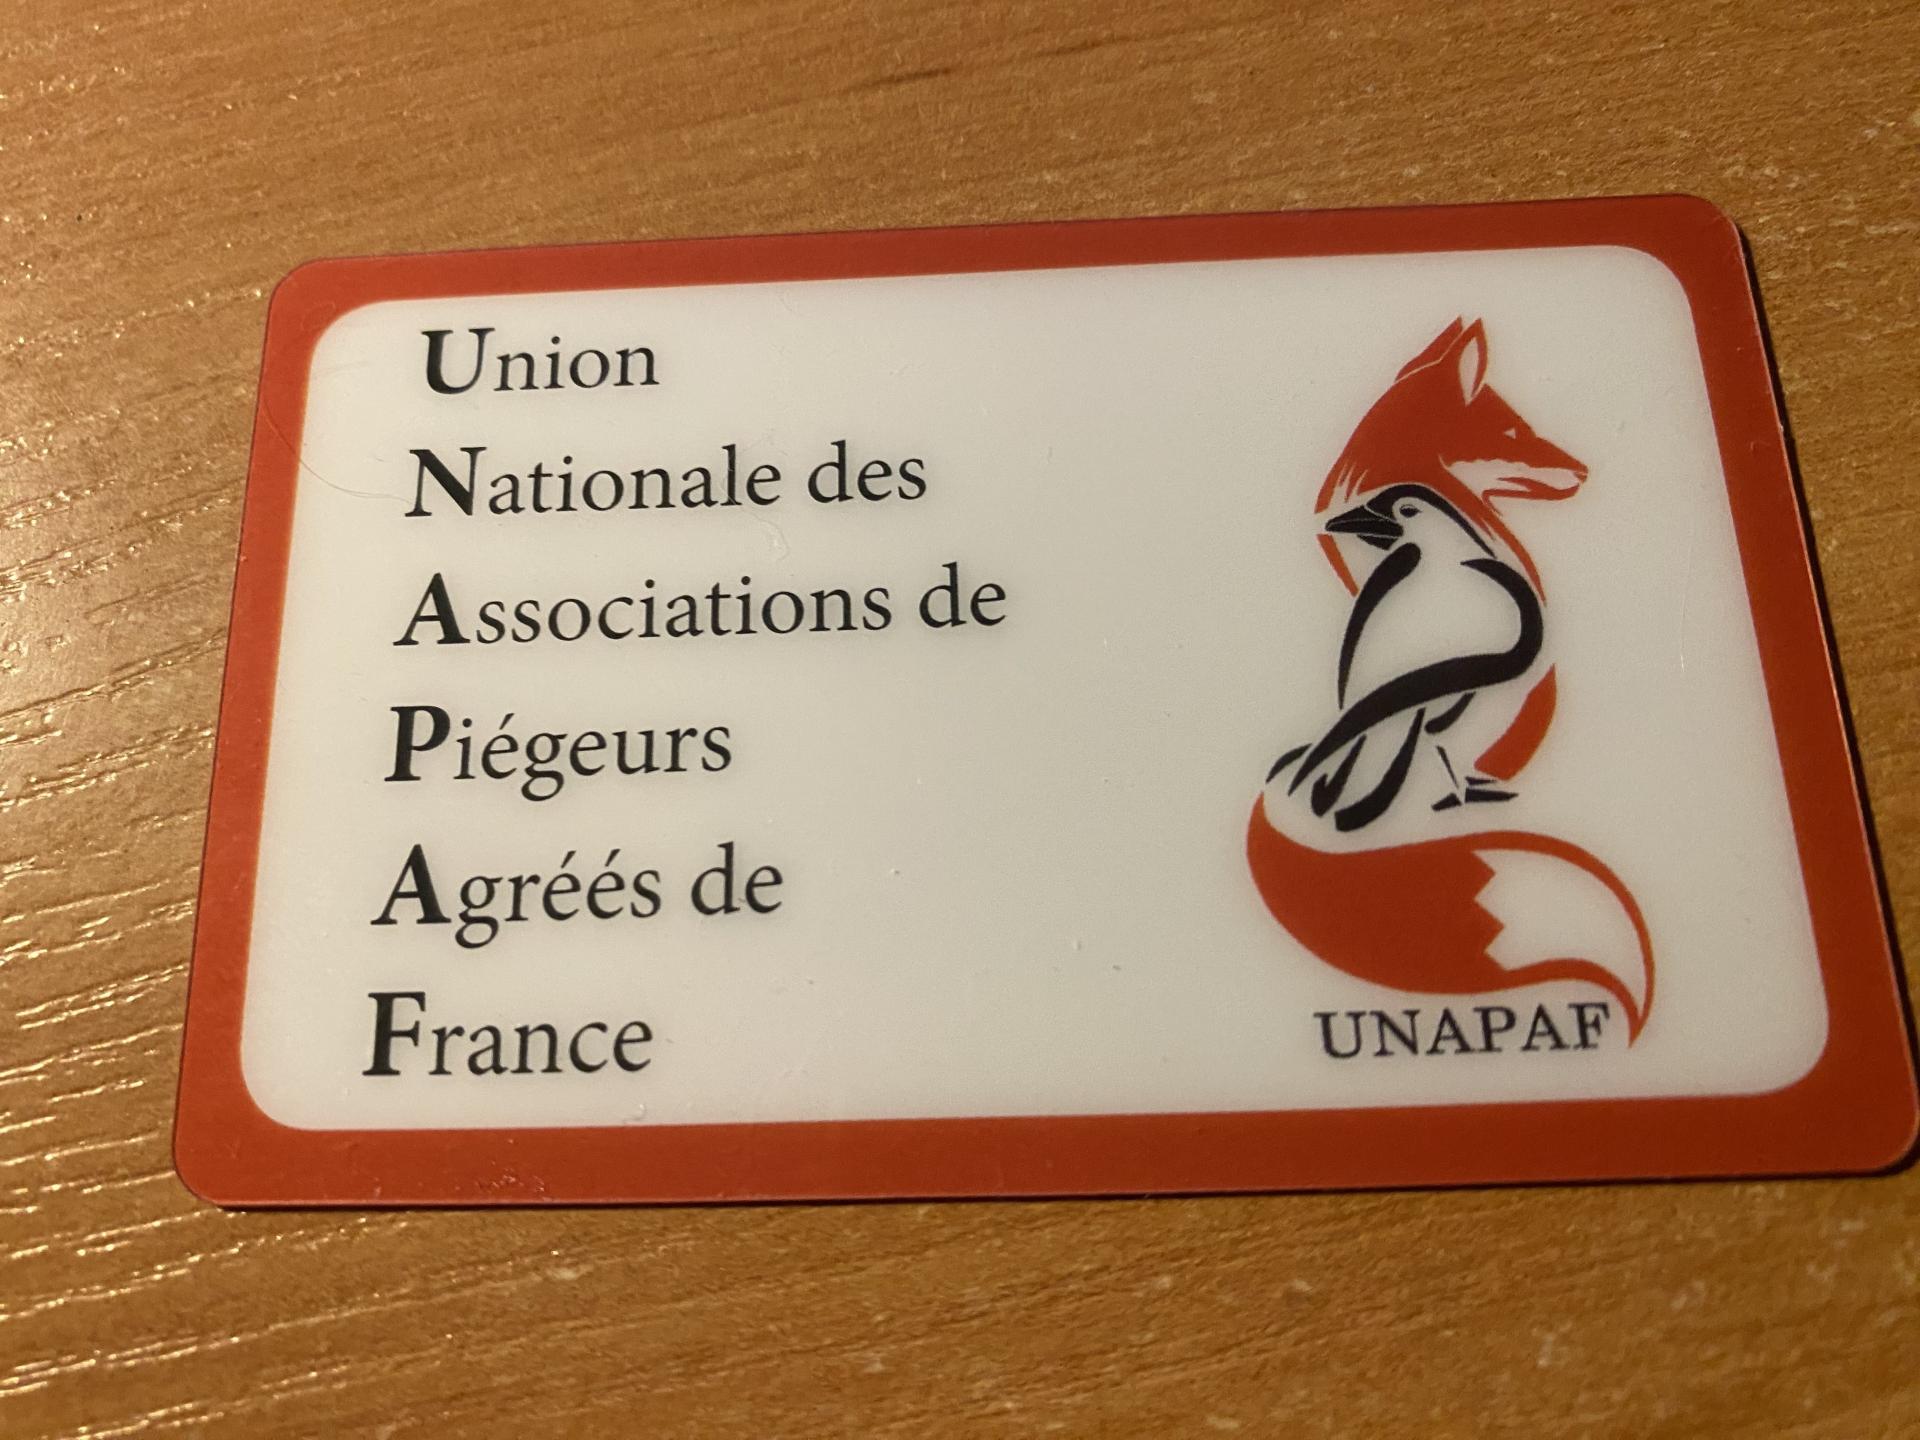 Union
Nationale des
Associations de
Piégeurs
Agréés de
France
UNAPAF